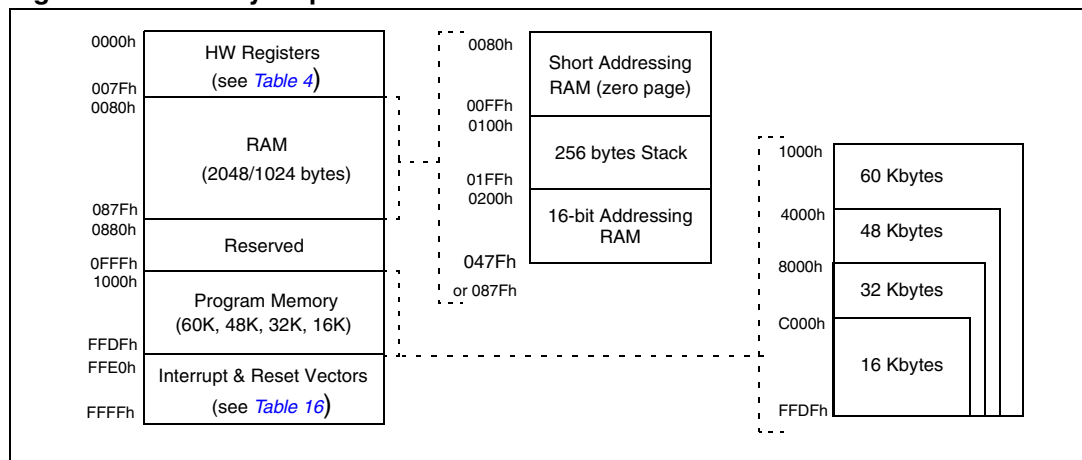 0000h
HW Registers
(see Table 4)
007Fh
0080h
RAM
(2048/1024 bytes)
087Fh
0880h
Reserved
0FFFh
1000h
Program Memory
(60K, 48K, 32K, 16K)
FFDFh
FFE0h
Interrupt & Reset Vectors
(see Table 16)
FFFFh
0080h
Short Addressing
RAM (zero page)
00FFh
0100h
256 bytes Stack
01FFh
0200h
16-bit Addressing
RAM
047Fh
or 087Fh
1000h
60 Kbytes
4000h
48 Kbytes
8000h
32 Kbytes
C000h
16 Kbytes
FFDFh